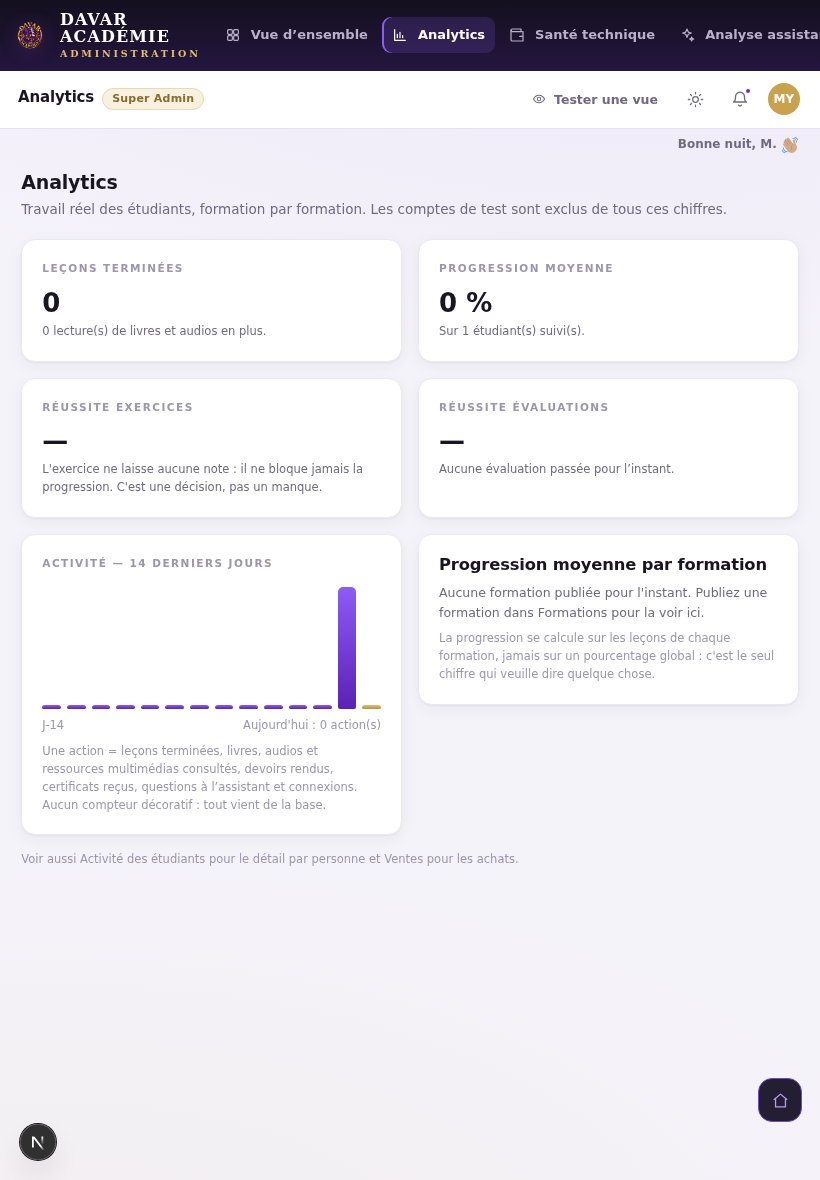 DAVAR
ACADÉMIE
ADMINISTRATION
Vue d’ensemble
Analytics
Santé technique
Analyse assista
Analytics
Super Admin
Tester une vue
MY
Bonne nuit, M. 👋🏼
Analytics
Travail réel des étudiants, formation par formation. Les comptes de test sont exclus de tous ces chiffres.
LEÇONS TERMINÉES
0
0 lecture(s) de livres et audios en plus.
PROGRESSION MOYENNE
0 %
Sur 1 étudiant(s) suivi(s).
RÉUSSITE EXERCICES
—
L'exercice ne laisse aucune note : il ne bloque jamais la
progression. C'est une décision, pas un manque.
RÉUSSITE ÉVALUATIONS
—
Aucune évaluation passée pour l’instant.
ACTIVITÉ — 14 DERNIERS JOURS
J-14
Aujourd'hui : 0 action(s)
Une action = leçons terminées, livres, audios et
ressources multimédias consultés, devoirs rendus,
certificats reçus, questions à l’assistant et connexions.
Aucun compteur décoratif : tout vient de la base.
Progression moyenne par formation
Aucune formation publiée pour l'instant. Publiez une
formation dans Formations pour la voir ici.
La progression se calcule sur les leçons de chaque
formation, jamais sur un pourcentage global : c'est le seul
chiffre qui veuille dire quelque chose.
Voir aussi Activité des étudiants pour le détail par personne et Ventes pour les achats.
N